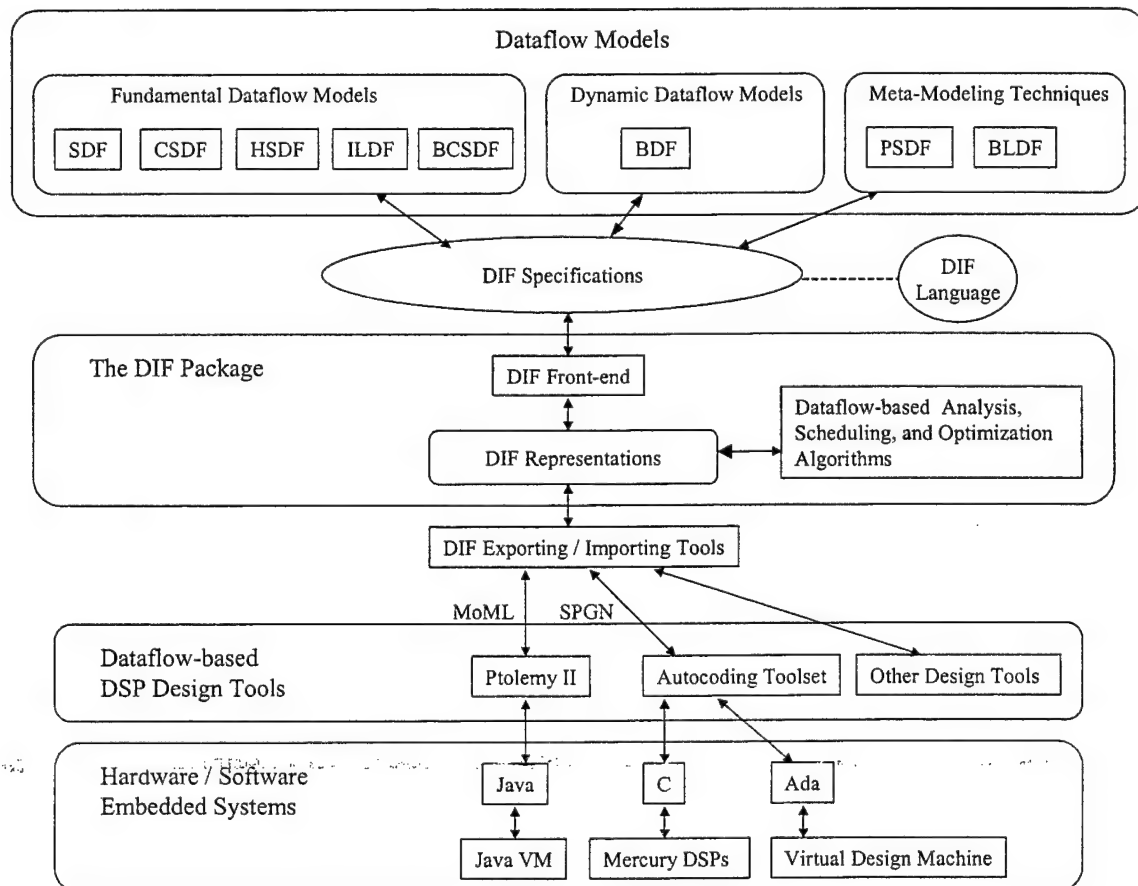 Dataflow Models
Fundamental Dataflow Models
Dynamic Dataflow Models
Meta-Modeling Techniques
SDF
CSDF
HSDF
ILDF
BCSDF
BDF
PSDF
BLDF
DIF Specifications
DIF
Language
The DIF Package
DIF Front-end
Dataflow-based Analysis,
Scheduling, and Optimization
Algorithms
DIF Representations
DIF Exporting / Importing Tools
MoML
SPGN
Dataflow-based
DSP Design Tools
Ptolemy II
Autocoding Toolset
Other Design Tools
Hardware / Software
Embedded Systems
Java
C
Ada
Java VM
Mercury DSPs
Virtual Design Machine